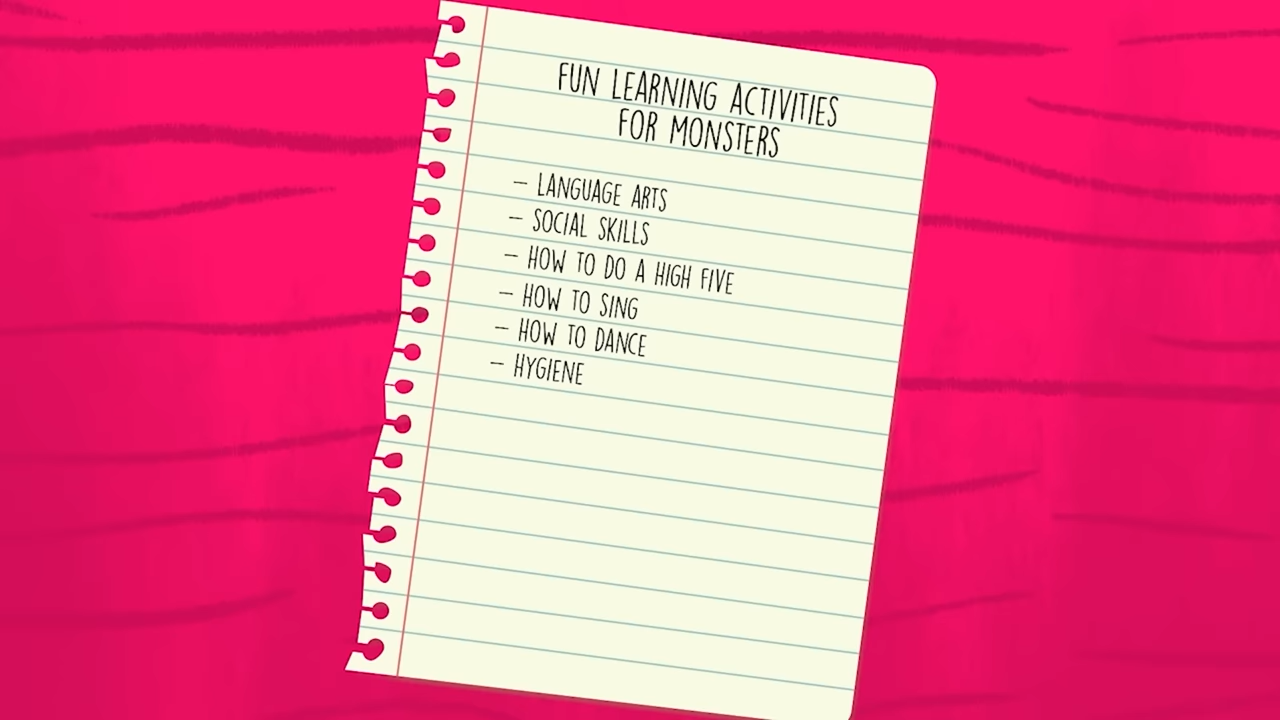 FUN LEARNING ACTIVITIES
FOR MONSTERS
– LANGUAGE ARTS
– SOCIAL SKILLS
– HOW TO DO A HIGH FIVE
– HOW TO SING
– HOW TO DANCE
– HYGIENE